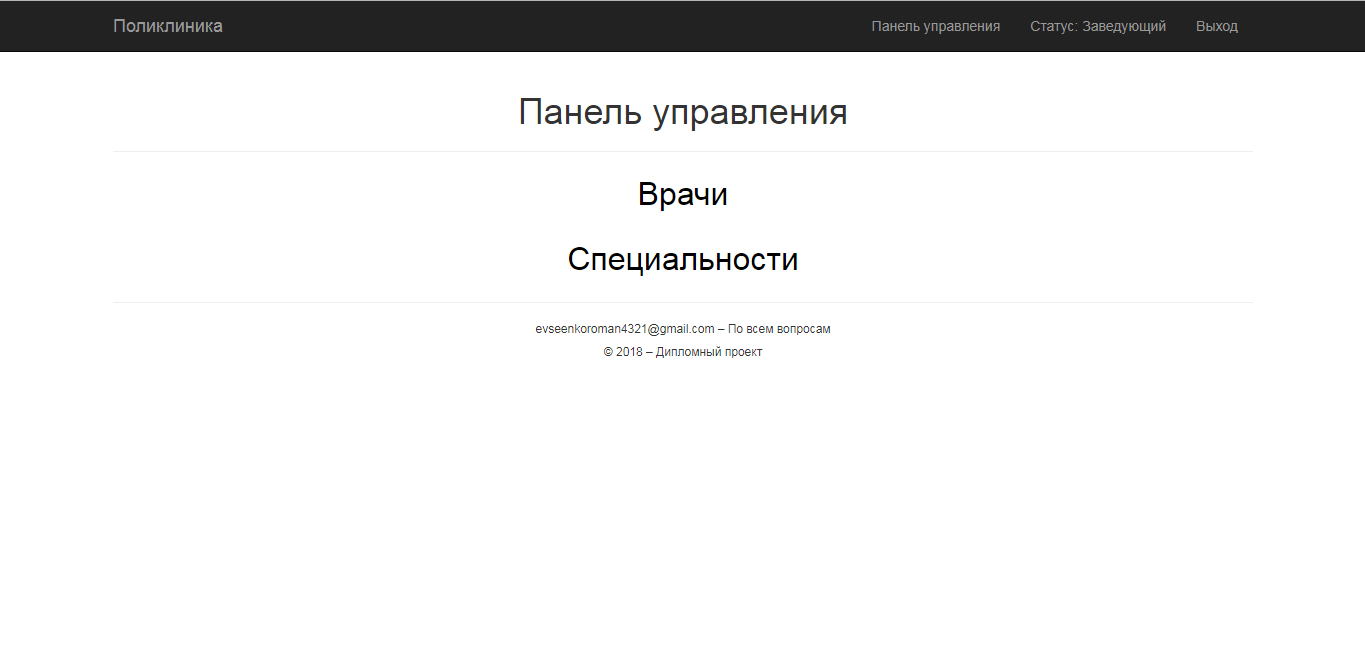 Поликлиника
Панель управления
Статус: Заведующий
Выход
Панель управления
Врачи
Специальности
evseenkoroman4321@gmail.com – По всем вопросам
© 2018 – Дипломный проект